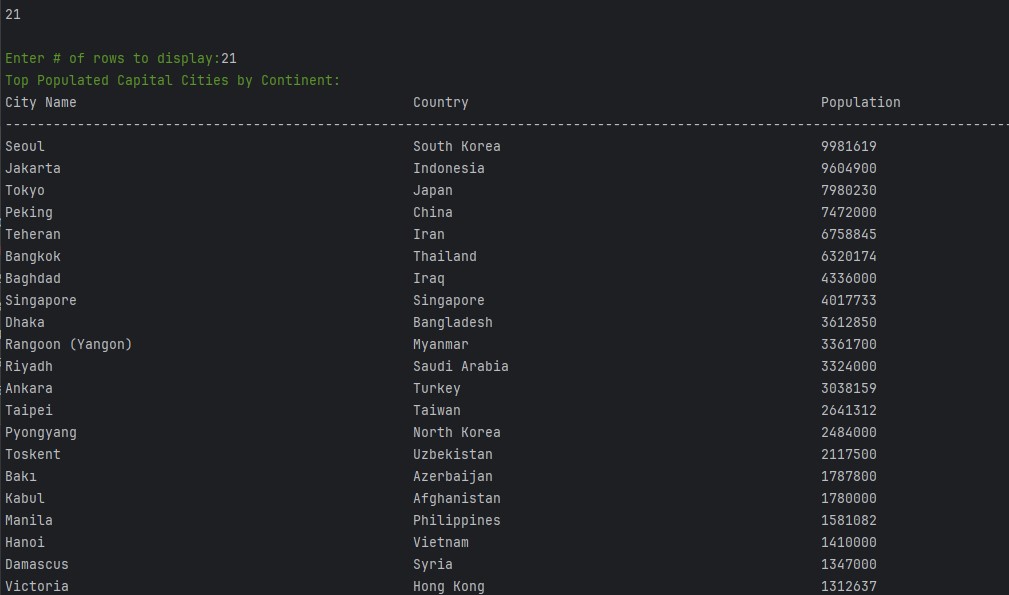 21
Enter # of rows to display:21
Top Populated Capital Cities by Continent:
City Name Country Population
--------------------------------------------------------------------------------------------------------------------------------
Seoul South Korea 9981619
Jakarta Indonesia 9604900
Tokyo Japan 7980230
Peking China 7472000
Teheran Iran 6758845
Bangkok Thailand 6320174
Baghdad Iraq 4336000
Singapore Singapore 4017733
Dhaka Bangladesh 3612850
Rangoon (Yangon) Myanmar 3361700
Riyadh Saudi Arabia 3324000
Ankara Turkey 3038159
Taipei Taiwan 2641312
Pyongyang North Korea 2484000
Toskent Uzbekistan 2117500
Bakı Azerbaijan 1787800
Kabul Afghanistan 1780000
Manila Philippines 1581082
Hanoi Vietnam 1410000
Damascus Syria 1347000
Victoria Hong Kong 1312637